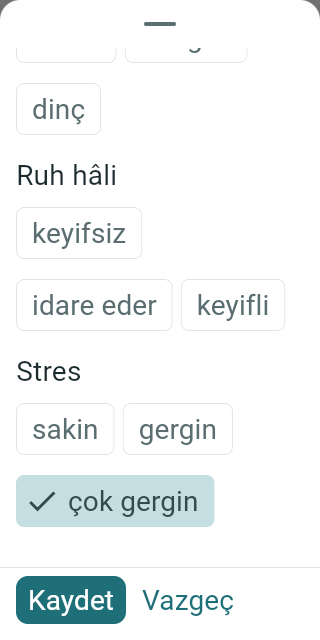 dinç
Ruh hâli
keyifsiz
idare eder keyifli
Stres
sakin gergin
çok gergin
Kaydet Vazgeç